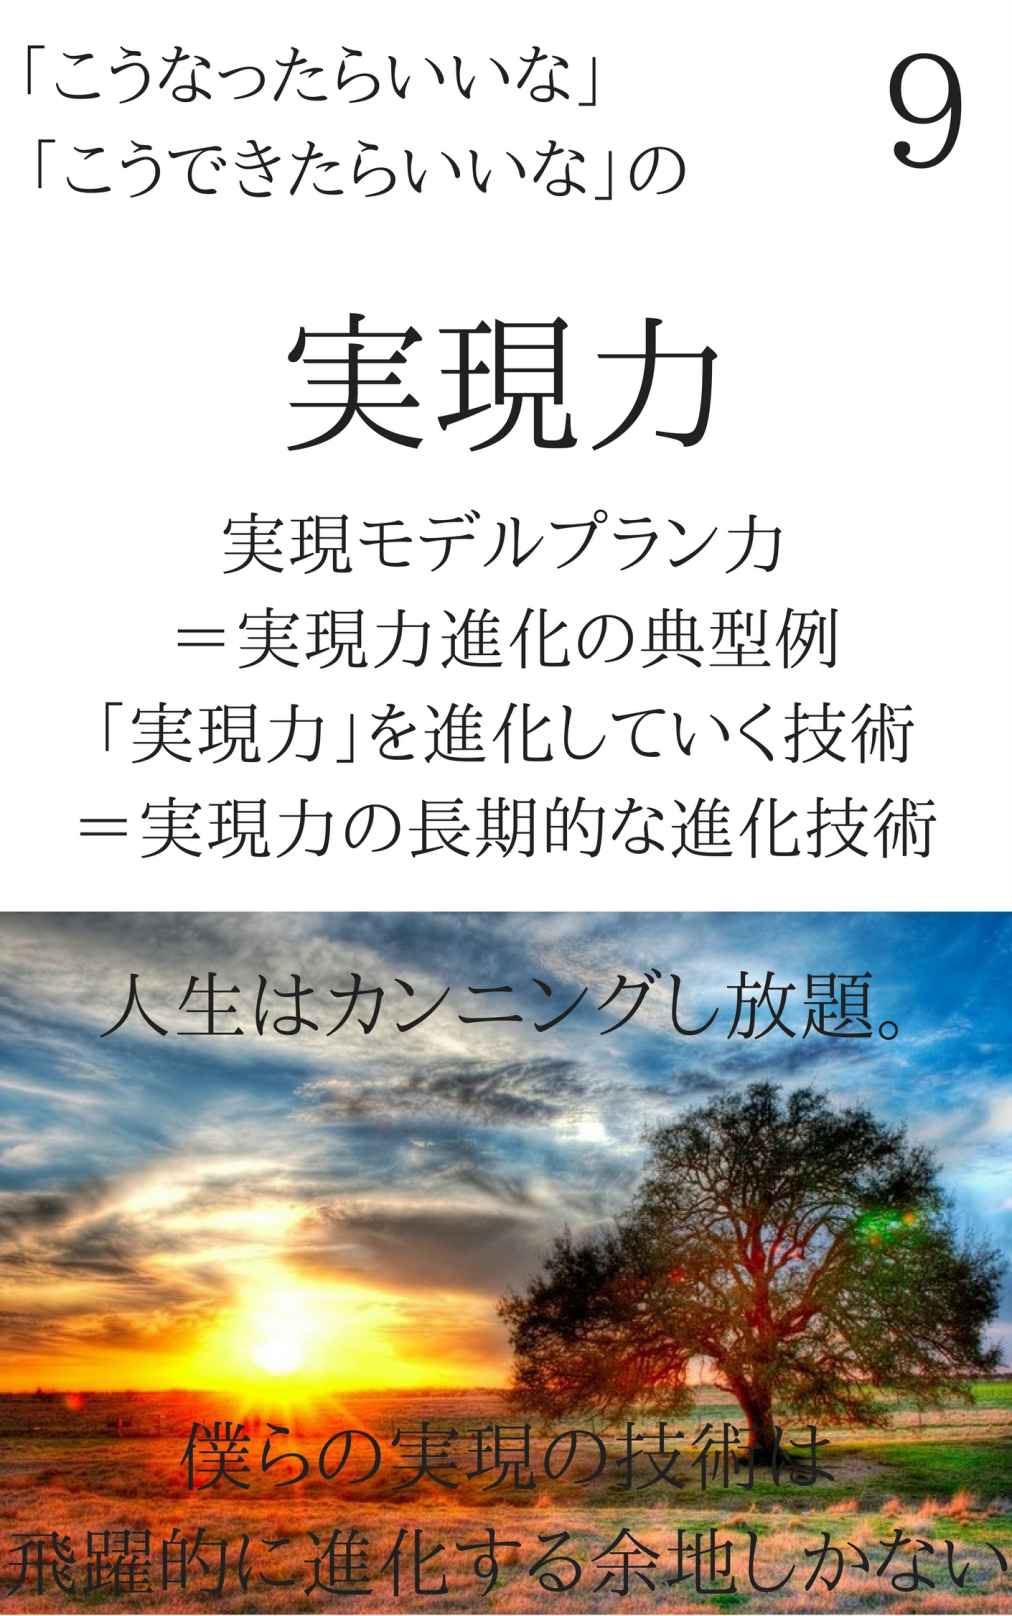 「こうなったらいいな」
「こうできたらいいな」の
9
実現力
実現モデルプラン力
＝実現力進化の典型例
「実現力」を進化していく技術
＝実現力の長期的な進化技術
人生はカンニングし放題。
僕らの実現の技術は
飛躍的に進化する余地しかない